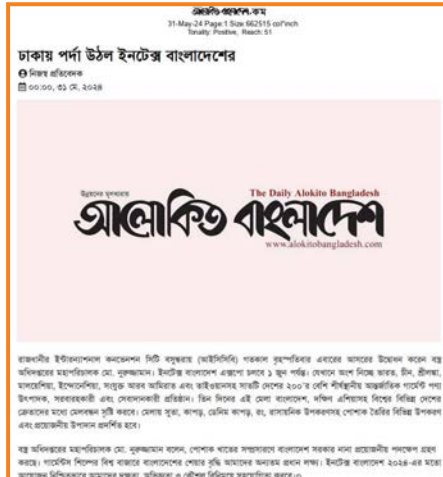 আলোকিত বাংলাদেশ.কম
31-May-24 Page:1 Size:662515 col*inch
Tonality: Positive, Reach: 51
ঢাকায় পর্দা উঠল ইনটেক্স বাংলাদেশের
নিজস্ব প্রতিবেদক
০০:০০, ৩১ মে, ২০২৪
উন্নয়নের মূলধারায়
The Daily Alokito Bangladesh
আলোকিত বাংলাদেশ
www.alokitobangladesh.com
রাজধানীর ইন্টারন্যাশনাল কনভেনশন সিটি বসুন্ধরায় (আইসিসিবি) গতকাল বৃহস্পতিবার এবারের আসরের উদ্বোধন করেন বস্ত্র
অধিদপ্তরের মহাপরিচালক মো. নুরুজ্জামান। ইনটেক্স বাংলাদেশ এক্সপো চলবে ১ জুন পর্যন্ত। যেখানে অংশ নিচ্ছে ভারত, চীন, শ্রীলঙ্কা,
মালয়েশিয়া, ইন্দোনেশিয়া, সংযুক্ত আরব আমিরাত এবং তাইওয়ানসহ সাতটি দেশের ২০০'র বেশি শীর্ষস্থানীয় আন্তর্জাতিক গার্মেন্ট পণ্য
উৎপাদক, সরবরাহকারী এবং সেবাদানকারী প্রতিষ্ঠান। তিন দিনের এই মেলা বাংলাদেশ, দক্ষিণ এশিয়াসহ বিশ্বের বিভিন্ন দেশের
ক্রেতাদের মধ্যে মেলবন্ধন সৃষ্টি করবে। মেলায় সুতা, কাপড়, ডেনিম কাপড়, রং, রাসায়নিক উপকরণসহ পোশাক তৈরির বিভিন্ন উপকরণ
এবং প্রয়োজনীয় উপাদান প্রদর্শিত হবে।
বস্ত্র অধিদপ্তরের মহাপরিচালক মো. নুরুজ্জামান বলেন, পোশাক খাতের সম্প্রসারণে বাংলাদেশ সরকার নানা প্রয়োজনীয় পদক্ষেপ গ্রহণ
করছে। গার্মেন্টস শিল্পের বিশ্ব বাজারে বাংলাদেশের শেয়ার বৃদ্ধি আমাদের অন্যতম প্রধান লক্ষ্য। ইনটেক্স বাংলাদেশ ২০২৪-এর মতো